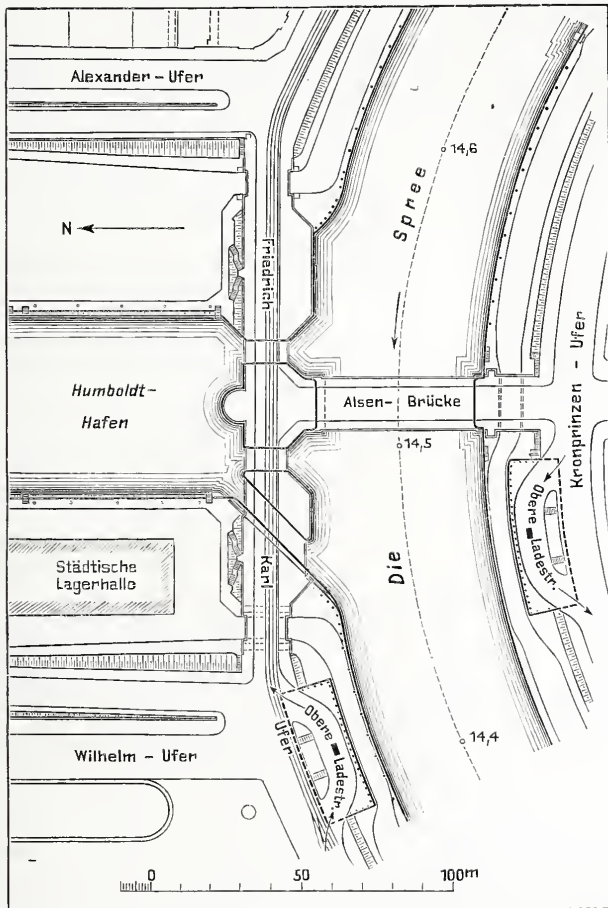 Alexander – Ufer
14,6
Spree
N
Friedrich
Kronprinzen – Ufer
Humboldt-
Hafen
Alsen- Brücke
14,5
Obere Ladestr.
Die
Karl
Städtische
Lagerhalle
Obere Ladestr.
Ufer
14,4
Wilhelm – Ufer
0 50 100m